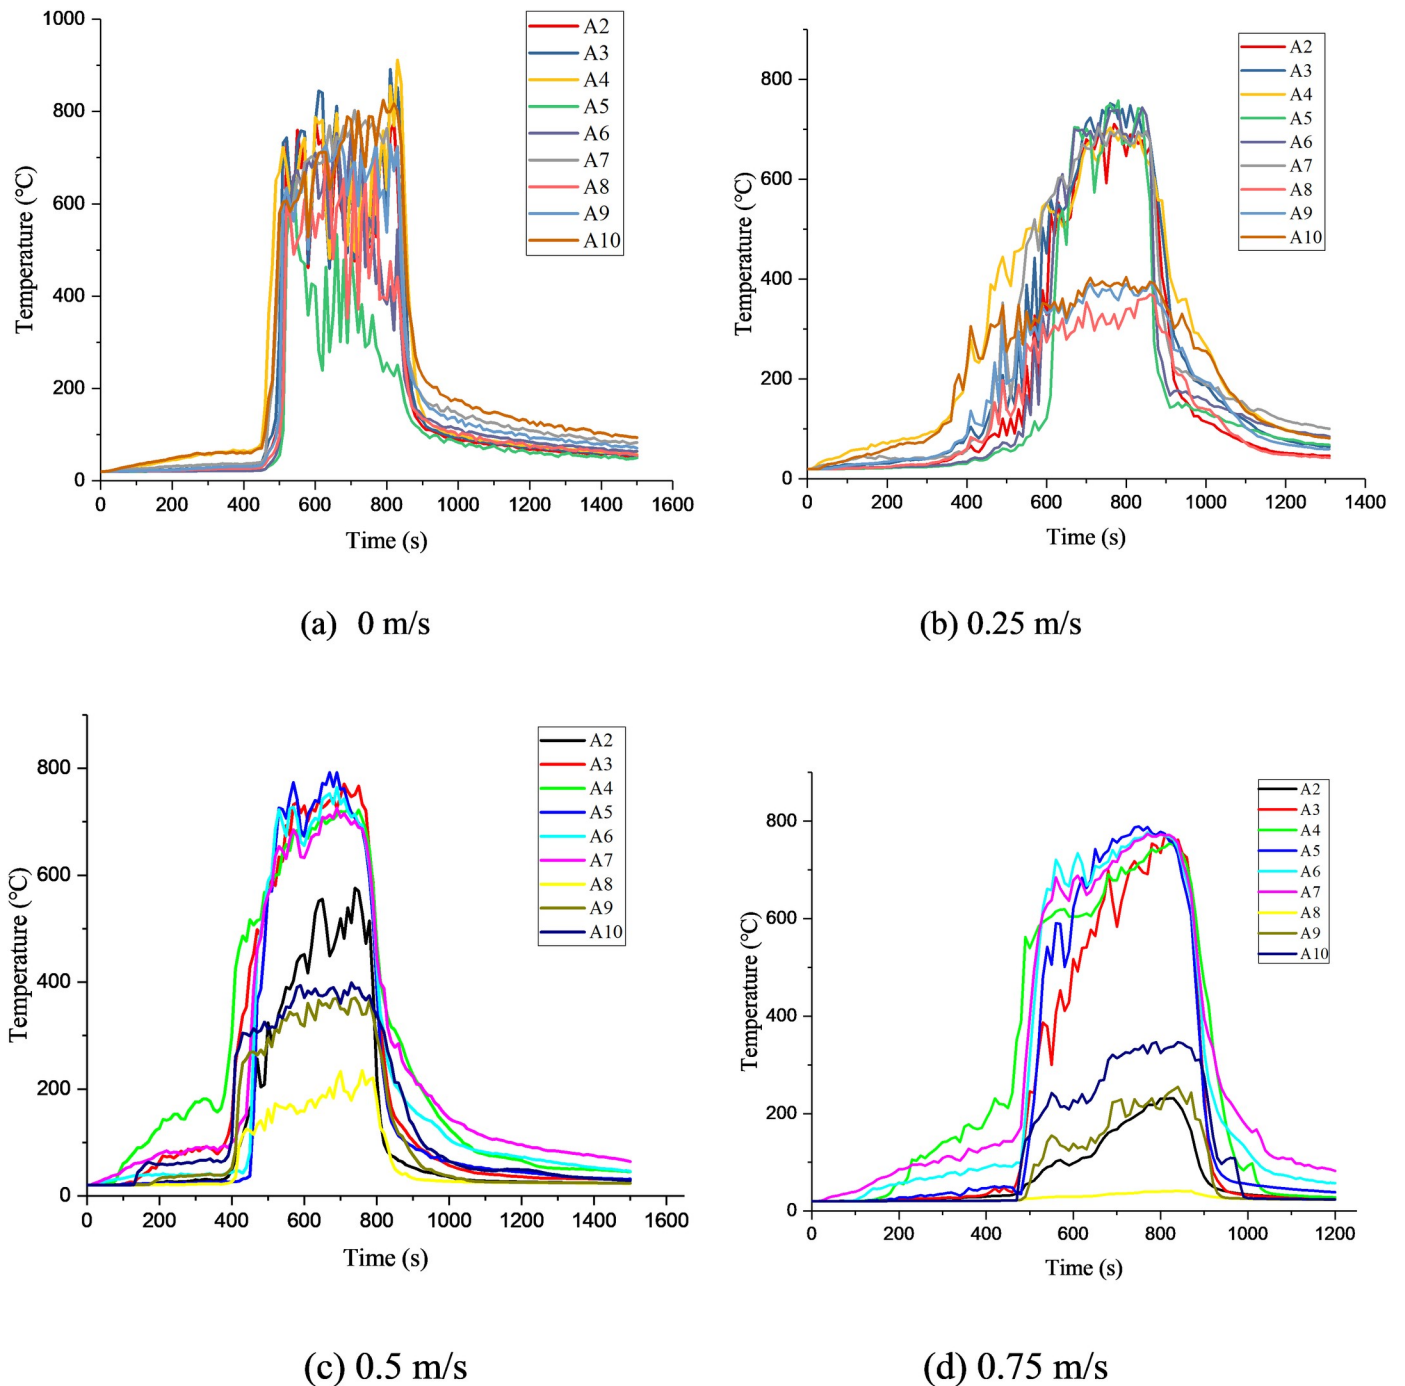 1000
800
600
400
200
0
Temperature (℃)
A2
A3
A4
A5
A6
A7
A8
A9
A10
0 200 400 600 800 1000 1200 1400 1600
Time (s)
(a) 0 m/s
800
600
400
200
0
Temperature (℃)
A2
A3
A4
A5
A6
A7
A8
A9
A10
0 200 400 600 800 1000 1200 1400
Time (s)
(b) 0.25 m/s
800
600
400
200
0
Temperature (℃)
A2
A3
A4
A5
A6
A7
A8
A9
A10
0 200 400 600 800 1000 1200 1400 1600
Time (s)
(c) 0.5 m/s
800
600
400
200
0
Temperature (℃)
A2
A3
A4
A5
A6
A7
A8
A9
A10
0 200 400 600 800 1000 1200
Time (s)
(d) 0.75 m/s